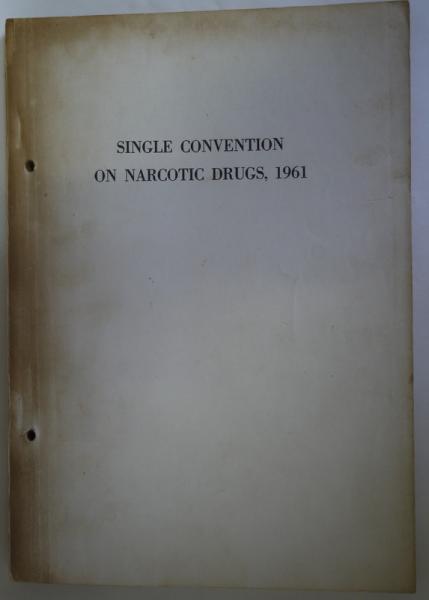 SINGLE CONVENTION
ON NARCOTIC DRUGS, 1961